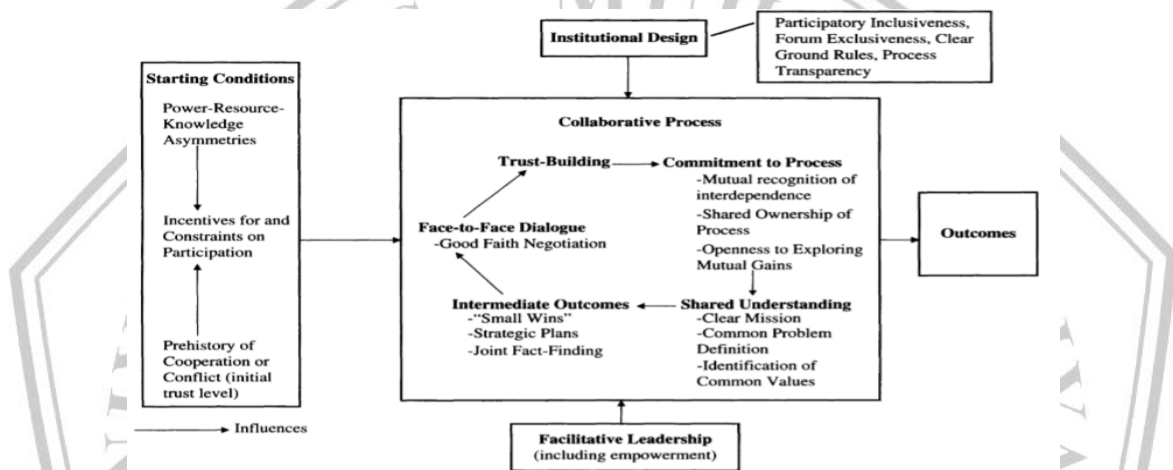 Institutional Design
Participatory Inclusiveness,
Forum Exclusiveness, Clear
Ground Rules, Process
Transparency
Starting Conditions
Power-Resource-
Knowledge
Asymmetries
Incentives for and
Constraints on
Participation
Prehistory of
Cooperation or
Conflict (initial
trust level)
Influences
Collaborative Process
Trust-Building
Commitment to Process
-Mutual recognition of
interdependence
-Shared Ownership of
Process
-Openness to Exploring
Mutual Gains
Face-to-Face Dialogue
-Good Faith Negotiation
Intermediate Outcomes
-“Small Wins”
-Strategic Plans
-Joint Fact-Finding
Shared Understanding
-Clear Mission
-Common Problem
Definition
-Identification of
Common Values
Outcomes
Facilitative Leadership
(including empowerment)